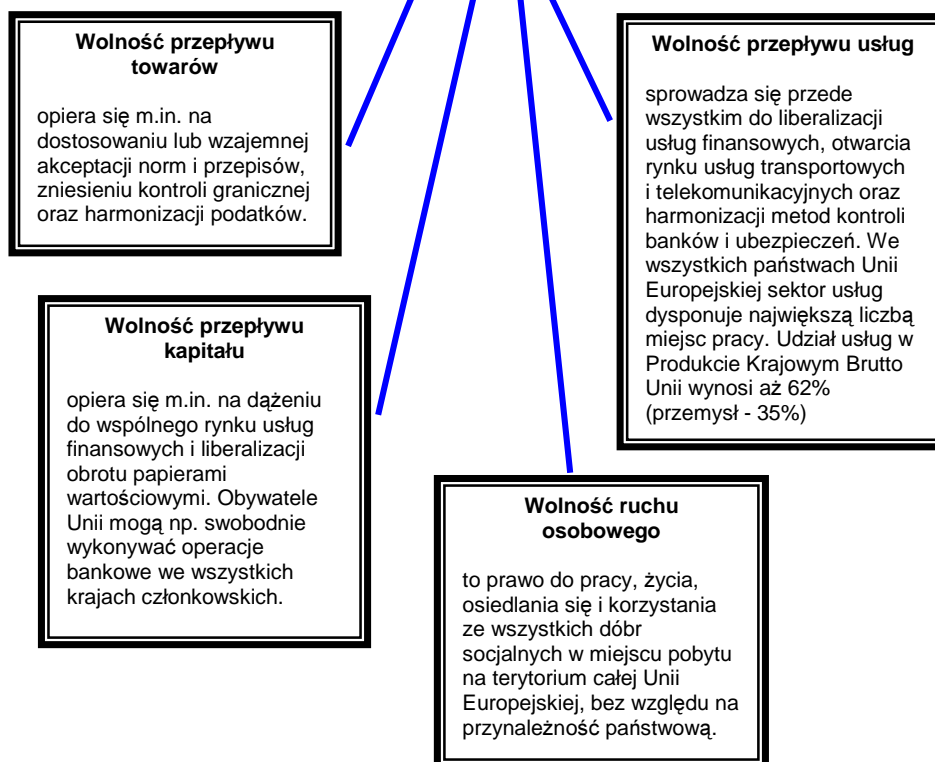 Wolność przepływu
towarów
opiera się m.in. na
dostosowaniu lub wzajemnej
akceptacji norm i przepisów,
zniesieniu kontroli granicznej
oraz harmonizacji podatków.
Wolność przepływu usług
sprowadza się przede
wszystkim do liberalizacji
usług finansowych, otwarcia
rynku usług transportowych
i telekomunikacyjnych oraz
harmonizacji metod kontroli
banków i ubezpieczeń. We
wszystkich państwach Unii
Europejskiej sektor usług
dysponuje największą liczbą
miejsc pracy. Udział usług w
Produkcie Krajowym Brutto
Unii wynosi aż 62%
(przemysł - 35%)
Wolność przepływu
kapitału
opiera się m.in. na dążeniu
do wspólnego rynku usług
finansowych i liberalizacji
obrotu papierami
wartościowymi. Obywatele
Unii mogą np. swobodnie
wykonywać operacje
bankowe we wszystkich
krajach członkowskich.
Wolność ruchu
osobowego
to prawo do pracy, życia,
osiedlania się i korzystania
ze wszystkich dóbr
socjalnych w miejscu pobytu
na terytorium całej Unii
Europejskiej, bez względu na
przynależność państwową.